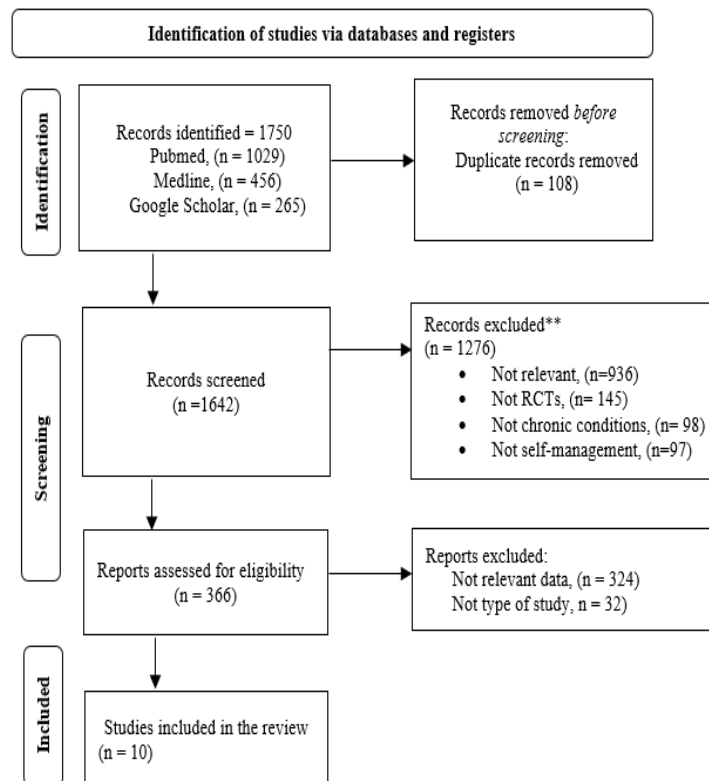 Identification of studies via databases and registers
Identification
Records identified = 1750
Pubmed, (n = 1029)
Medline, (n = 456)
Google Scholar, (n = 265)
Records removed before
screening:
Duplicate records removed
(n = 108)
Screening
Records screened
(n =1642)
Records excluded**
(n = 1276)
• Not relevant, (n=936)
• Not RCTs, (n= 145)
• Not chronic conditions, (n= 98)
• Not self-management, (n=97)
Reports assessed for eligibility
(n = 366)
Reports excluded:
Not relevant data, (n = 324)
Not type of study, n = 32)
Included
Studies included in the review
(n = 10)